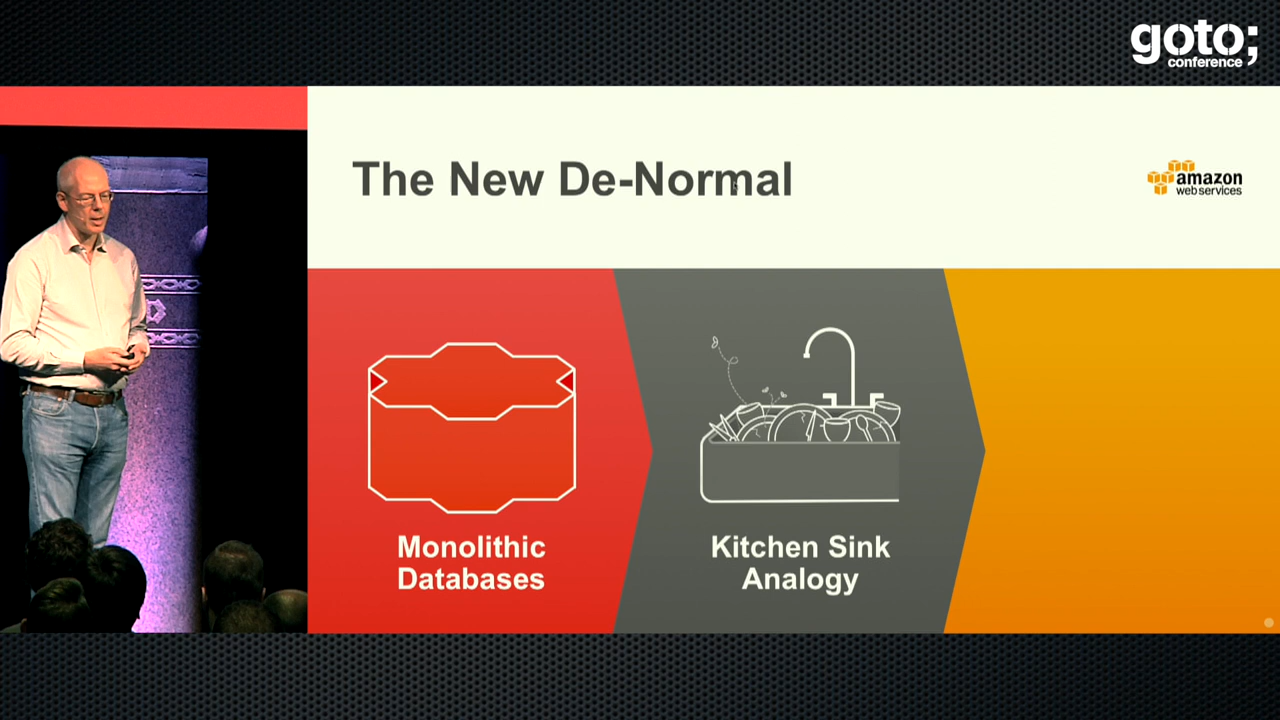 goto;
conference
The New De-Normal
amazon
web services
Monolithic
Databases
Kitchen Sink
Analogy